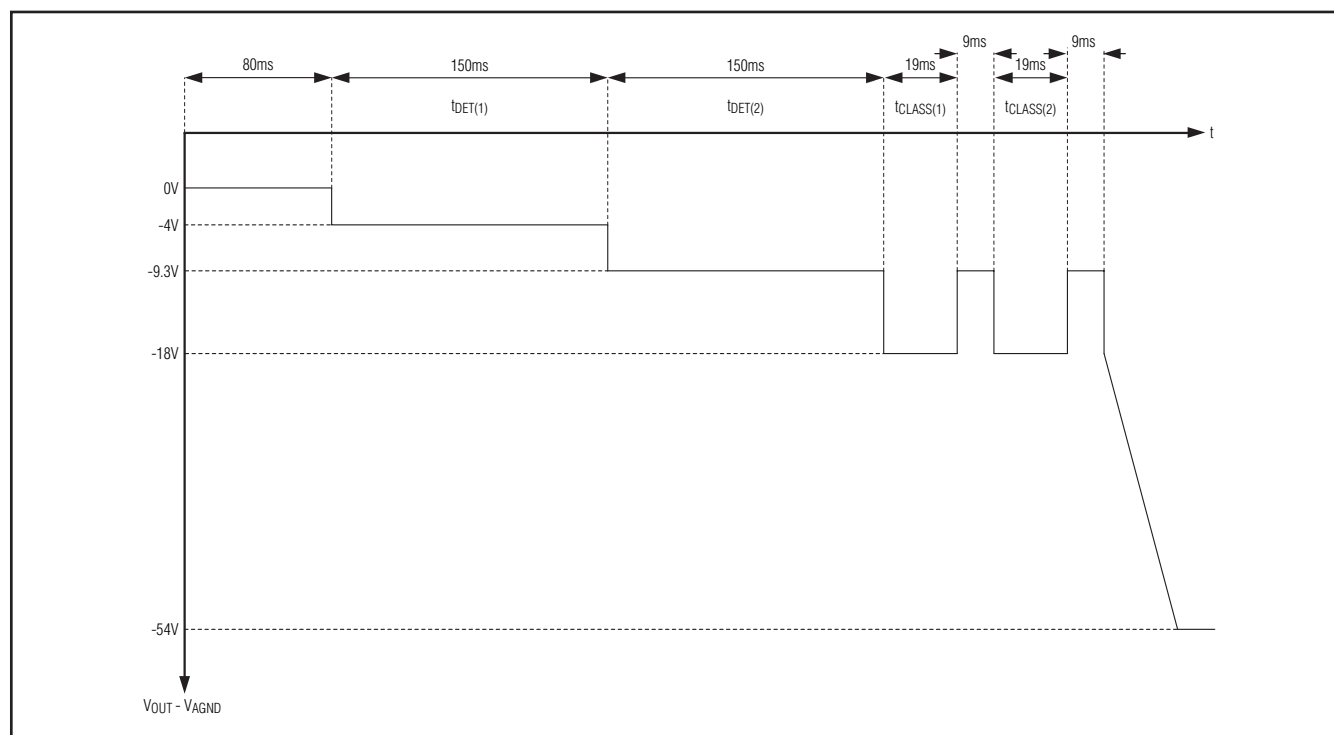 9ms 9ms
80ms 150ms 150ms 19ms 19ms
tDET(1) tDET(2) tCLASS(1) tCLASS(2)
t
0V
-4V
-9.3V
-18V
-54V
VOUT - VAGND